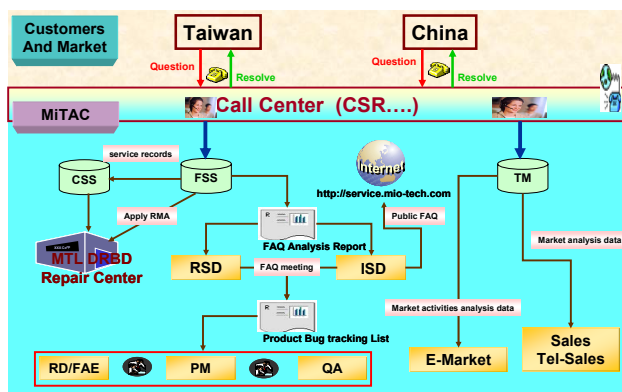 Customers
And Market
Taiwan
China
Question
Resolve
Question
Resolve
Call Center (CSR....)
MiTAC
service records
CSS
FSS
Internet
TM
http://service.mio-tech.com
Apply RMA
R
Public FAQ
MTL DRBD
Repair Center
FAQ Analysis Report
Market analysis data
RSD
FAQ meeting
ISD
R
Market activities analysis data
Product Bug tracking List
RD/FAE
PM
QA
E-Market
Sales
Tel-Sales